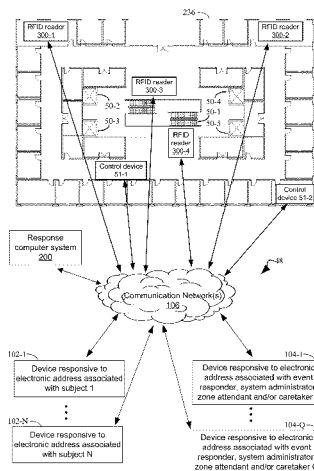 236
RFID reader
300-1
RFID reader
300-2
RFID reader
300-3
50-2
50-3
50-4
50-1
50-5
RFID
reader
300-4
Control device
51-1
Control
device 51-2
Response
computer system
200
Communication Network(s)
106
48
102-1
Device responsive to
electronic address associated
with subject 1
102-N
Device responsive to
electronic address associated
with subject N
104-1
Device responsive to electronic
address associated with event
responder, system administrator
zone attendant and/or caretaker
104-Q
Device responsive to electronic
address associated with event
responder, system administrator
zone attendant and/or caretaker